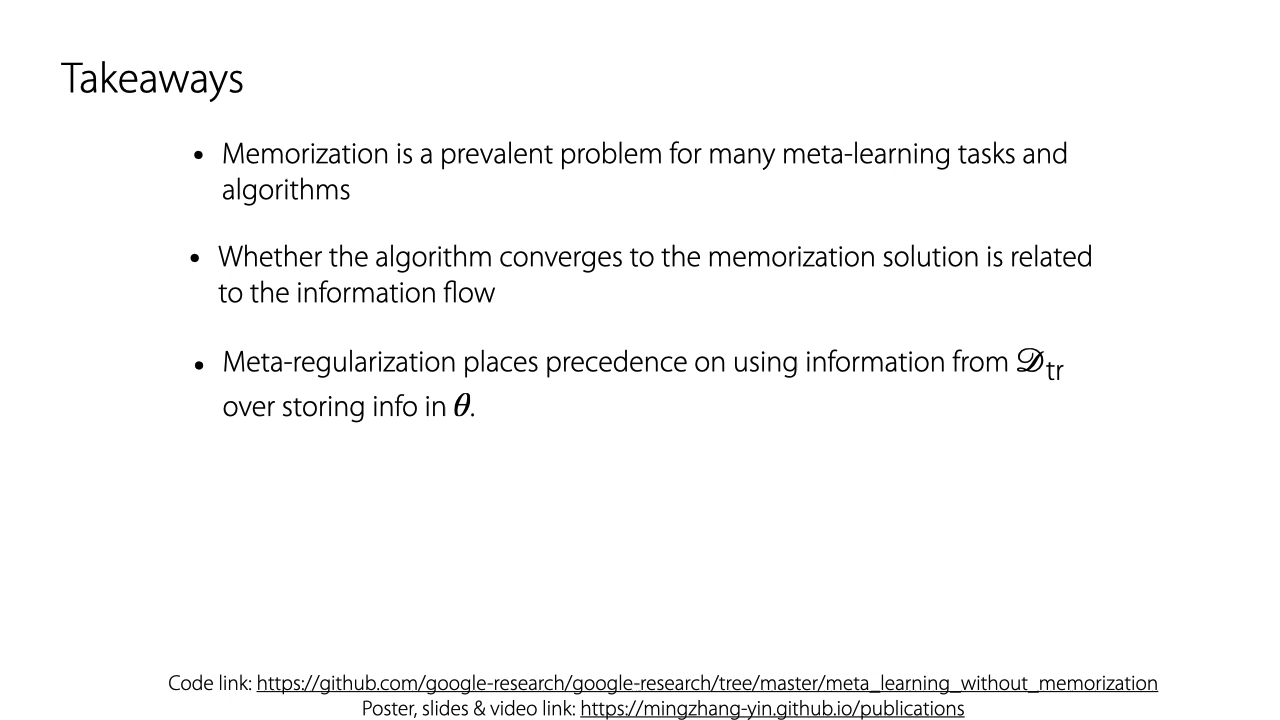 Takeaways
• Memorization is a prevalent problem for many meta-learning tasks and
algorithms
• Whether the algorithm converges to the memorization solution is related
to the information flow
• Meta-regularization places precedence on using information from 𝒟tr
over storing info in θ.
Code link: https://github.com/google-research/google-research/tree/master/meta_learning_without_memorization
Poster, slides & video link: https://mingzhang-yin.github.io/publications